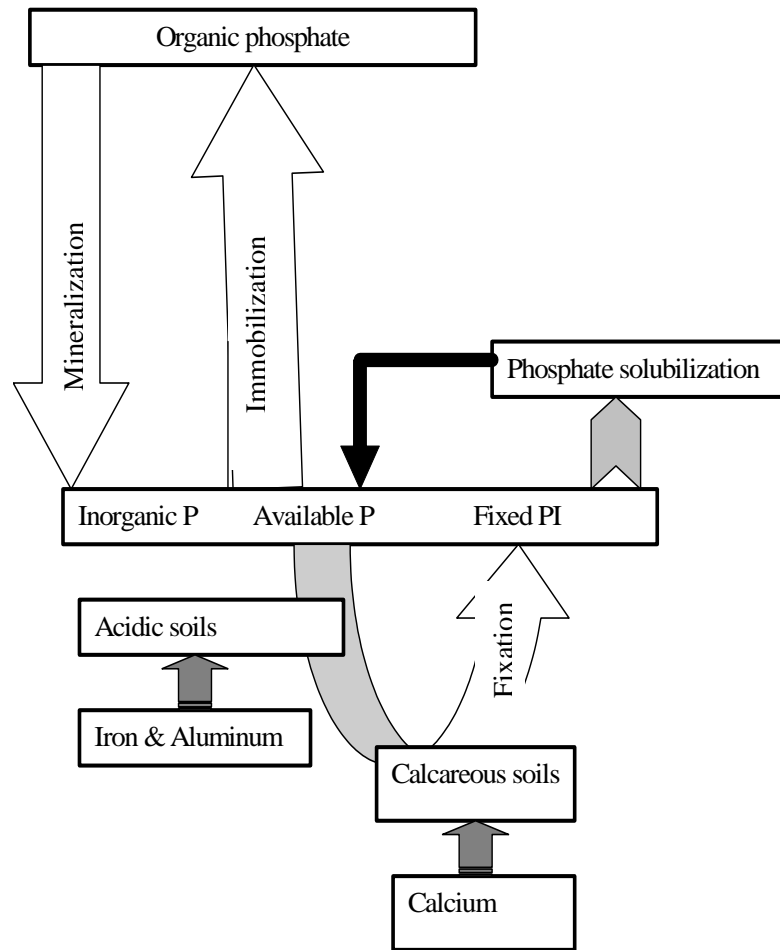 Organic phosphate
Mineralization
Immobilization
Phosphate solubilization
Inorganic P Available P Fixed PI
Acidic soils
Fixation
Iron & Aluminum
Calcareous soils
Calcium